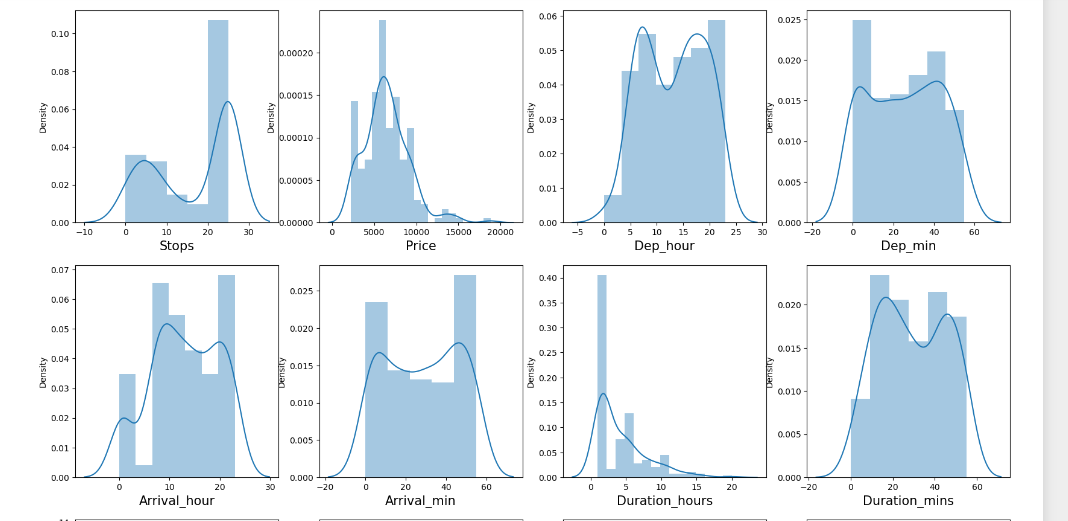 0.10
0.08
0.06
0.04
0.02
0.00
Density
−10 0 10 20 30
Stops
0.00020
0.00015
0.00010
0.00005
0.00000
Density
0 5000 10000 15000 20000
Price
0.06
0.05
0.04
0.03
0.02
0.01
0.00
Density
−5 0 5 10 15 20 25 30
Dep_hour
0.025
0.020
0.015
0.010
0.005
0.000
Density
−20 0 20 40 60
Dep_min
0.07
0.06
0.05
0.04
0.03
0.02
0.01
0.00
Density
0 10 20 30
Arrival_hour
0.025
0.020
0.015
0.010
0.005
0.000
Density
−20 0 20 40 60
Arrival_min
0.40
0.35
0.30
0.25
0.20
0.15
0.10
0.05
0.00
Density
0 5 10 15 20
Duration_hours
0.020
0.015
0.010
0.005
0.000
Density
−20 0 20 40 60
Duration_mins